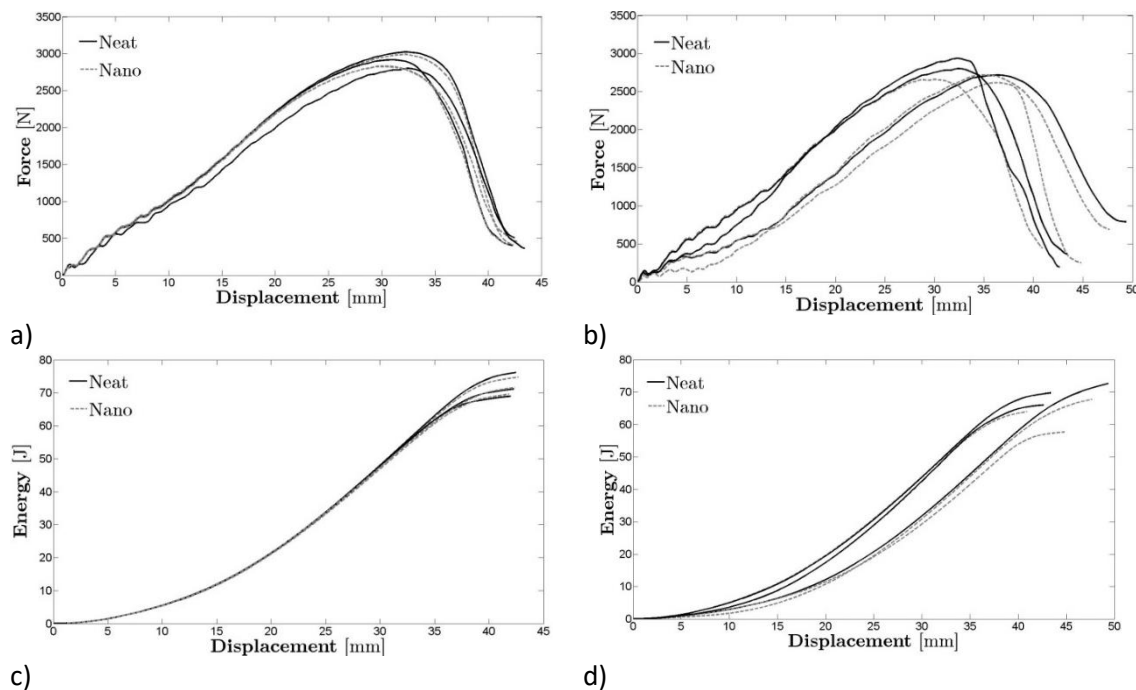 3500
3000
2500
2000
1500
1000
500
0
Force [N]
Neat
Nano
0 5 10 15 20 25 30 35 40 45
Displacement [mm]
a)
3500
3000
2500
2000
1500
1000
500
0
Force [N]
Neat
Nano
0 5 10 15 20 25 30 35 40 45 50
Displacement [mm]
b)
80
70
60
50
40
30
20
10
0
Energy [J]
Neat
Nano
0 5 10 15 20 25 30 35 40 45
Displacement [mm]
c)
80
70
60
50
40
30
20
10
0
Energy [J]
Neat
Nano
0 5 10 15 20 25 30 35 40 45 50
Displacement [mm]
d)